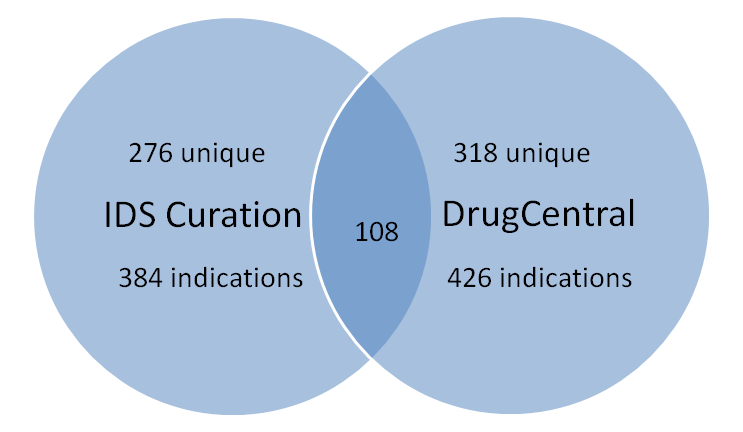 276 unique
IDS Curation
384 indications
108
318 unique
DrugCentral
426 indications